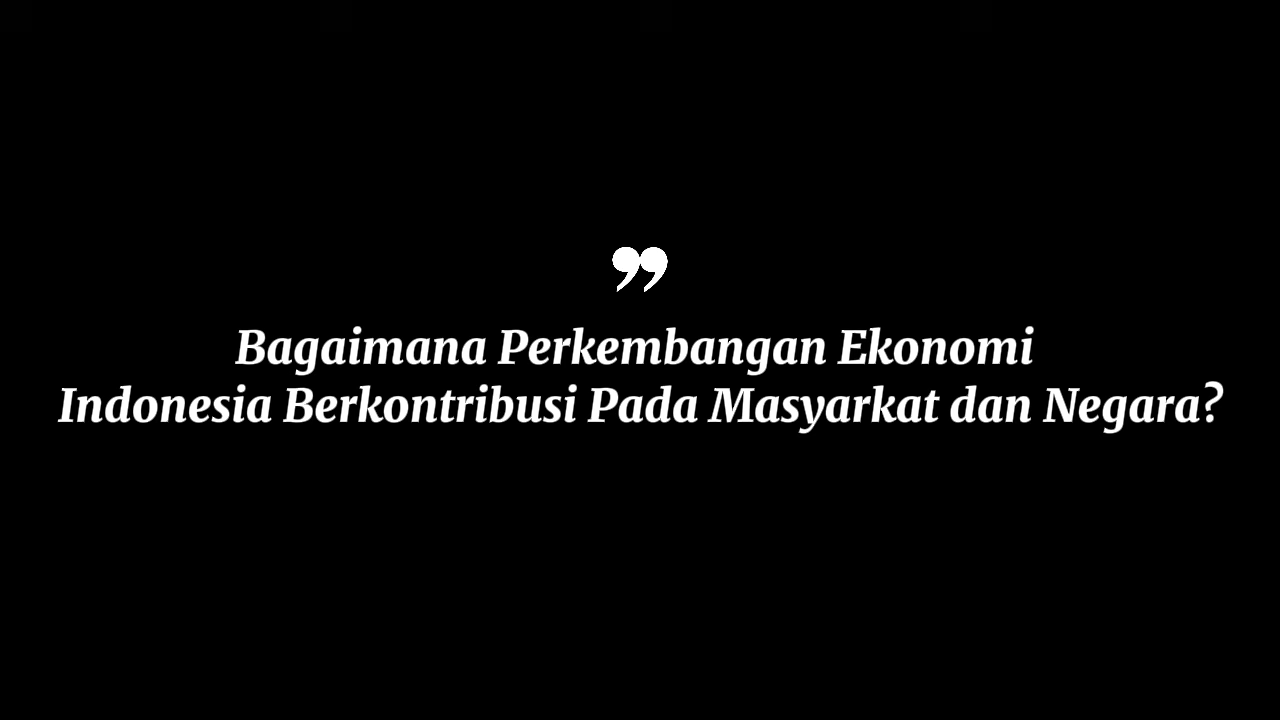 ”
Bagaimana Perkembangan Ekonomi
Indonesia Berkontribusi Pada Masyarkat dan Negara?